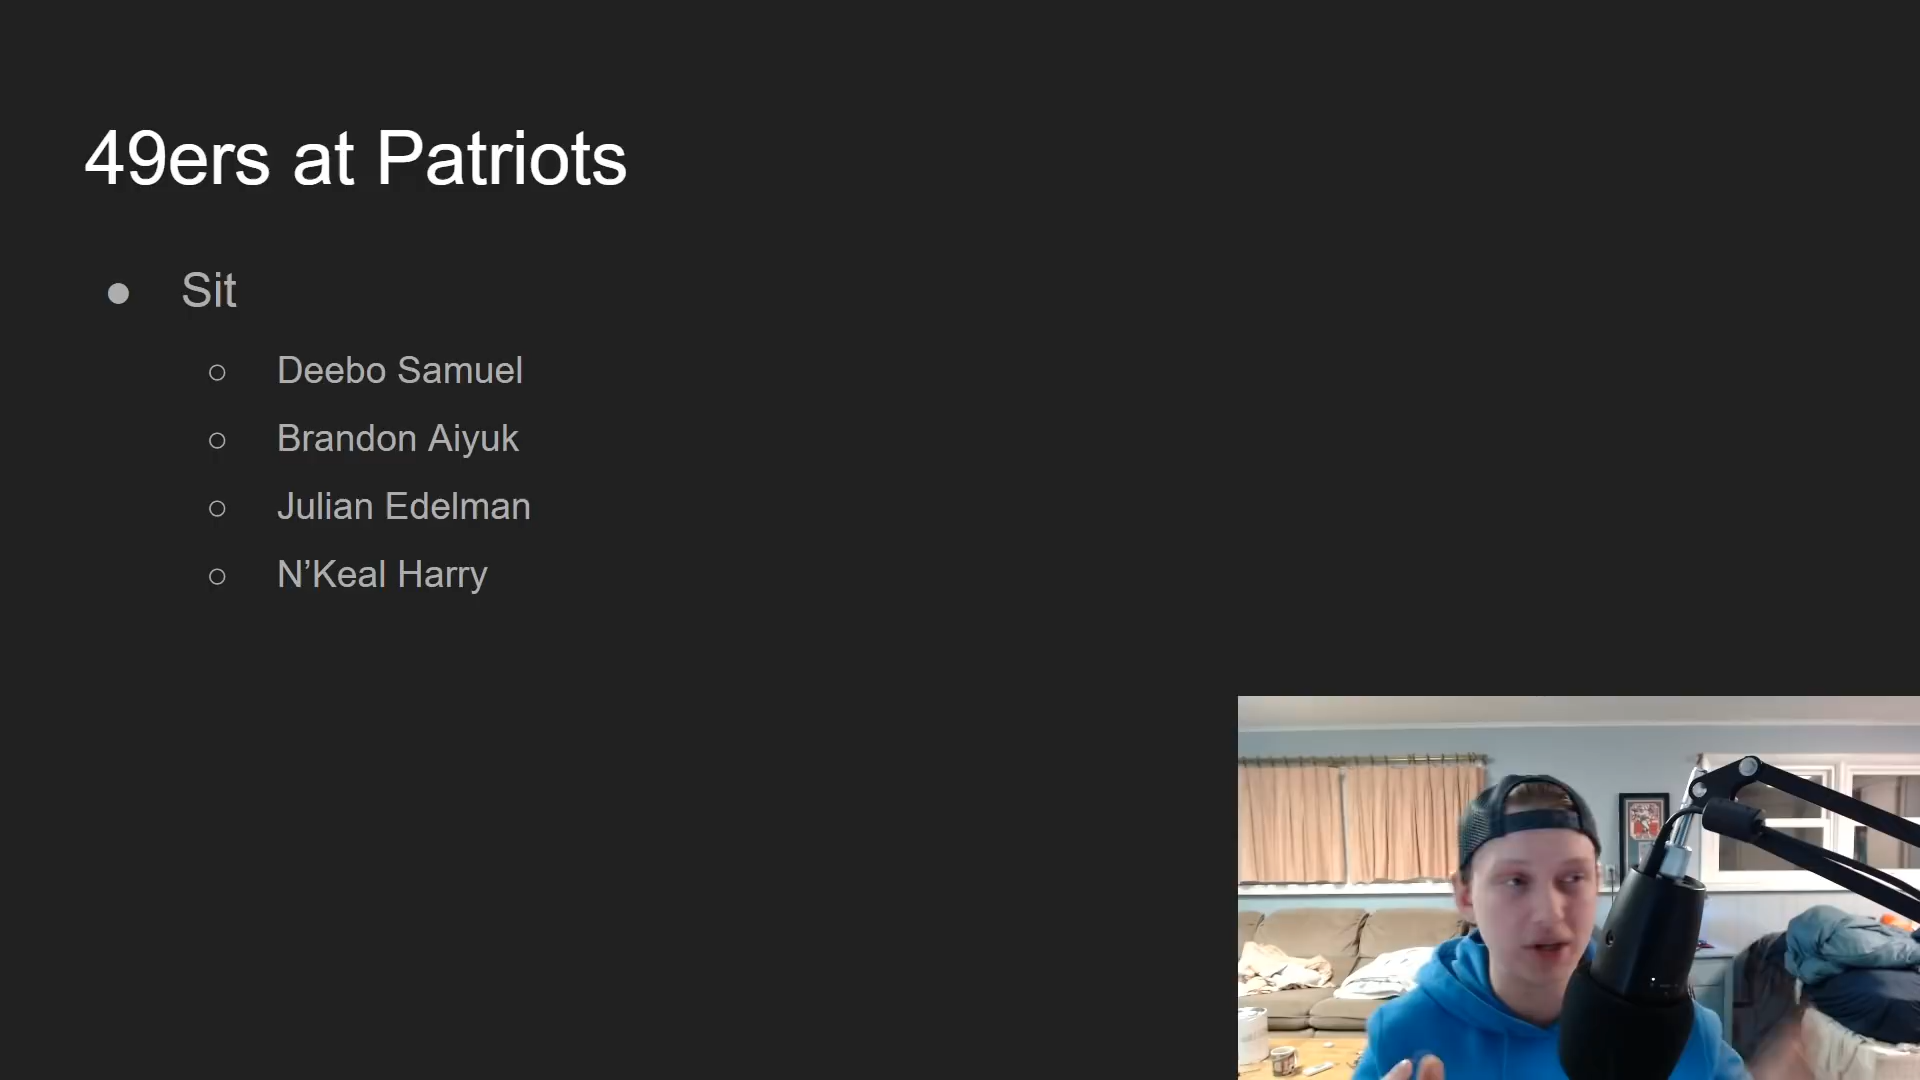 49ers at Patriots
Sit
Deebo Samuel
Brandon Aiyuk
Julian Edelman
N’Keal Harry